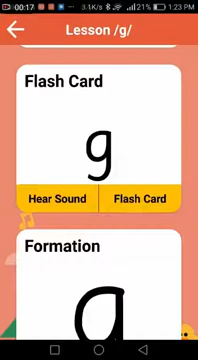 00:17 3.1K/s 21% 1:23 PM
Lesson /g/
Flash Card
g
Hear Sound Flash Card
Formation